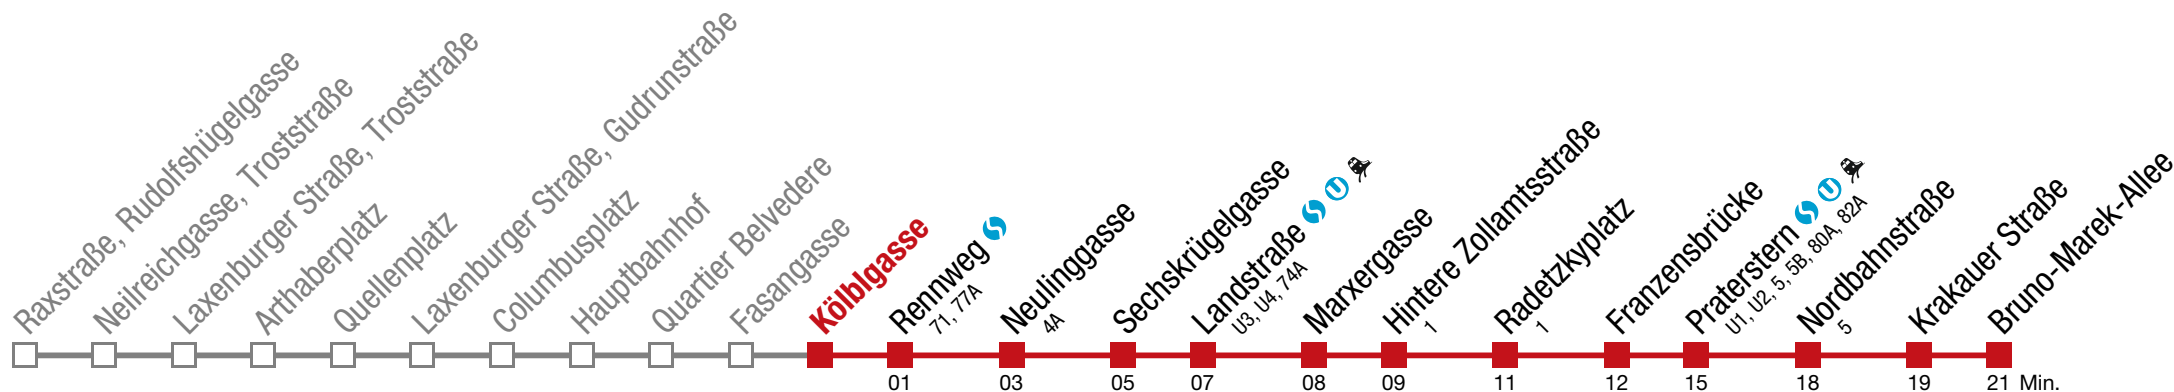 Raxstraße, Rudolfshügelgasse
Neilreichgasse, Troststraße
Laxenburger Straße, Troststraße
Arthaberplatz
Quellenplatz
Laxenburger Straße, Gudrunstraße
Columbusplatz
Hauptbahnhof
Quartier Belvedere
Fasangasse
Kölblgasse
Rennweg
71, 77A
Neulinggasse
4A
Sechskrügelgasse
Landstraße
U3, U4, 74A
Marxergasse
Hintere Zollamtsstraße
1
Radetzkyplatz
1
Franzensbrücke
Praterstern
U1, U2, 5, 5B, 80A, 82A
Nordbahnstraße
5
Krakauer Straße
Bruno-Marek-Allee
01 03 05 07 08 09 11 12 15 18 19 21 Min.